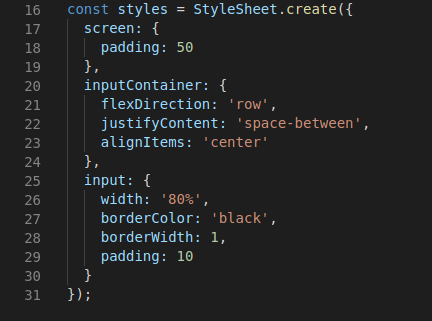 16 const styles = StyleSheet.create({
17 screen: {
18 padding: 50
19 },
20 inputContainer: {
21 flexDirection: 'row',
22 justifyContent: 'space-between',
23 alignItems: 'center'
24 },
25 input: {
26 width: '80%',
27 borderColor: 'black',
28 borderWidth: 1,
29 padding: 10
30 }
31 });